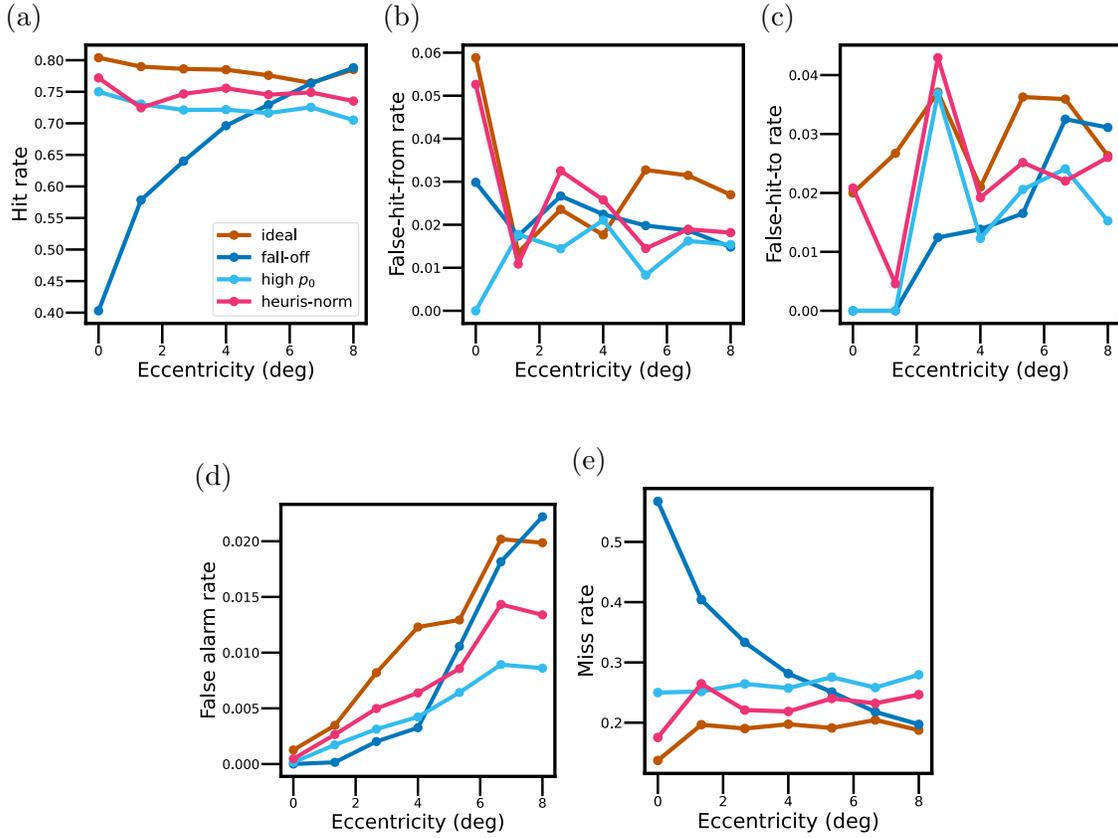 (a)
(b)
(c)
Hit rate
0.80
0.75
0.70
0.65
0.60
0.55
0.50
0.45
0.40
ideal
fall-off
high p₀
heuris-norm
0 2 4 6 8
Eccentricity (deg)
False-hit-from rate
0.06
0.05
0.04
0.03
0.02
0.01
0.00
0 2 4 6 8
Eccentricity (deg)
False-hit-to rate
0.04
0.03
0.02
0.01
0.00
0 2 4 6 8
Eccentricity (deg)
(d)
(e)
False alarm rate
0.020
0.015
0.010
0.005
0.000
0 2 4 6 8
Eccentricity (deg)
Miss rate
0.5
0.4
0.3
0.2
0 2 4 6 8
Eccentricity (deg)